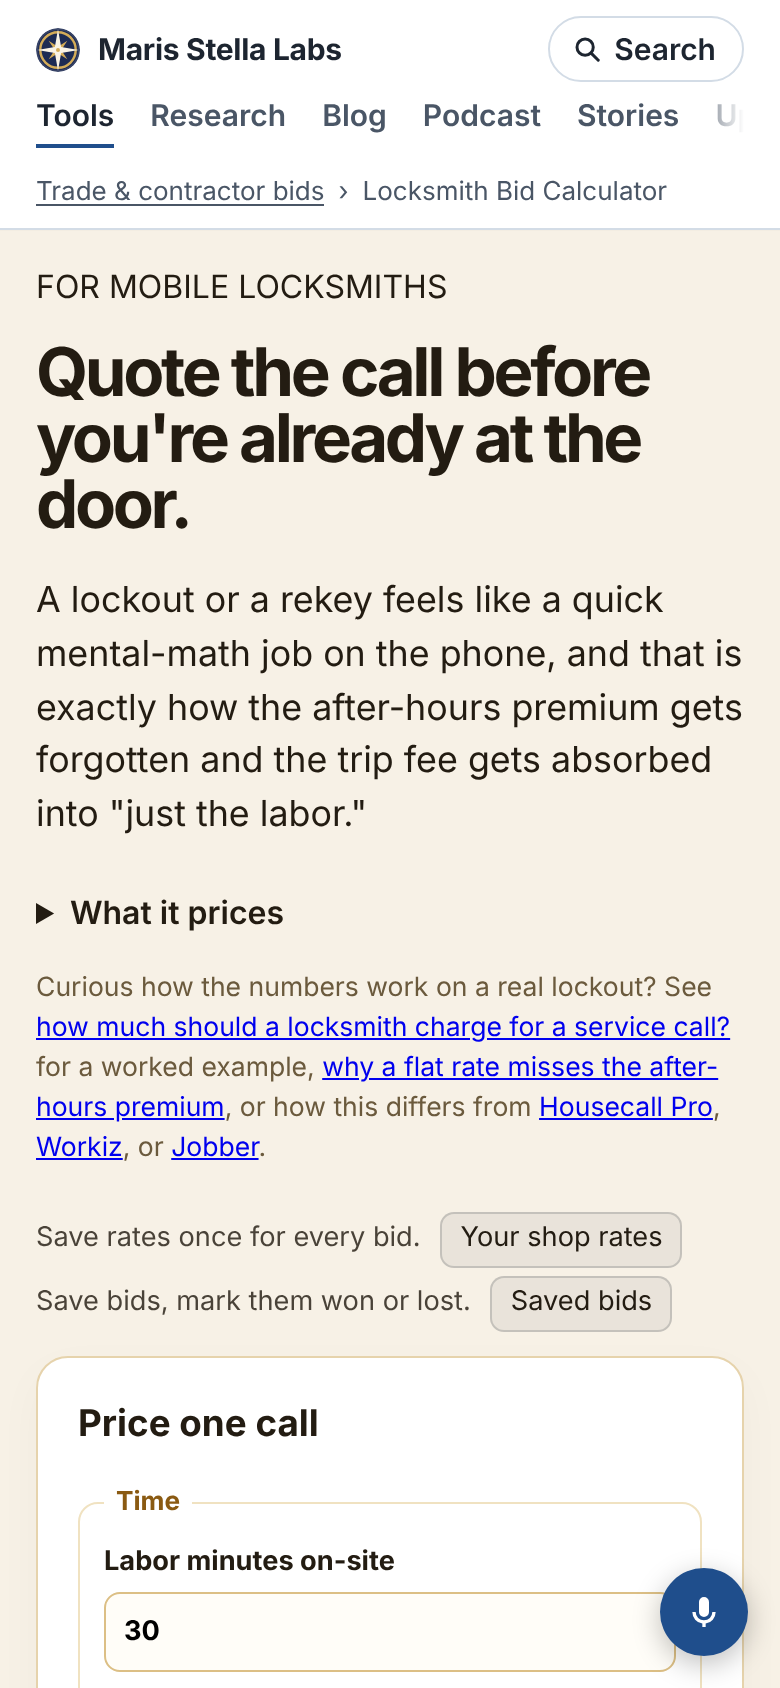 Maris Stella Labs
Search
Tools Research Blog Podcast Stories
Trade & contractor bids › Locksmith Bid Calculator
FOR MOBILE LOCKSMITHS
Quote the call before
you're already at the
door.
A lockout or a rekey feels like a quick
mental-math job on the phone, and that is
exactly how the after-hours premium gets
forgotten and the trip fee gets absorbed
into "just the labor."
What it prices
Curious how the numbers work on a real lockout? See
how much should a locksmith charge for a service call?
for a worked example, why a flat rate misses the after-
hours premium, or how this differs from Housecall Pro,
Workiz, or Jobber.
Save rates once for every bid. Your shop rates
Save bids, mark them won or lost. Saved bids
Price one call
Time
Labor minutes on-site
30